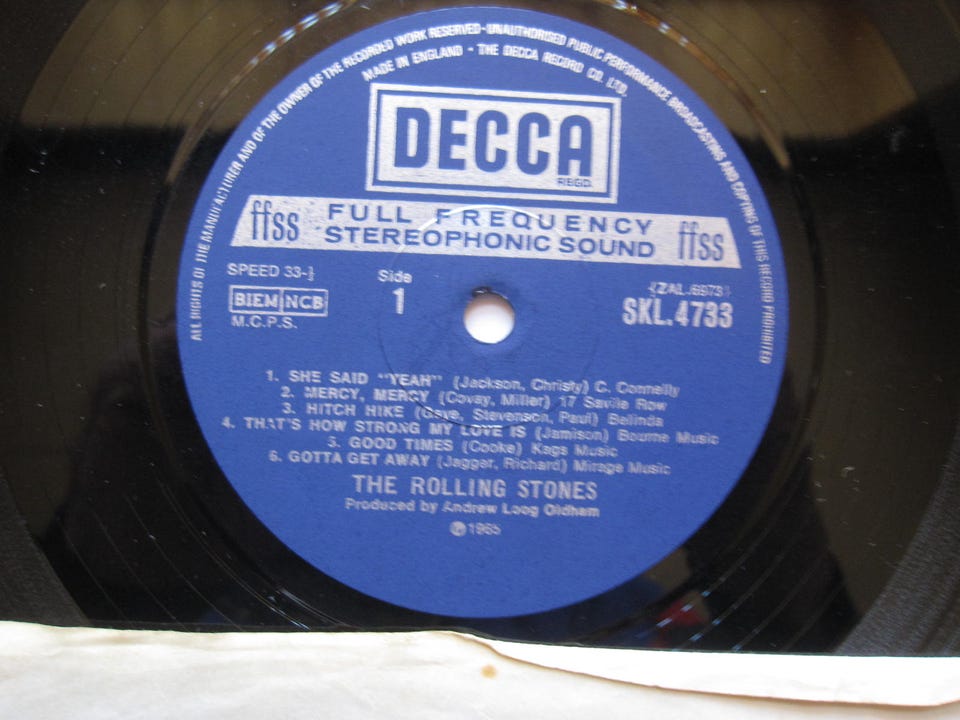 ALL RIGHTS OF THE MANUFACTURER AND OF THE OWNER OF THE RECORDED WORK RESERVED-UNAUTHORISED PUBLIC PERFORMANCE BROADCASTING AND COPYING OF THIS RECORD PROHIBITED
MADE IN ENGLAND - THE DECCA RECORD CO. LTD.
DECCA
REGD.
ffss FULL FREQUENCY STEREOPHONIC SOUND ffss
SPEED 33-⅓
Side
1
(ZAL.6973)
BIEM NCB
SKL.4733
M.C.P.S.
1. SHE SAID "YEAH" (Jackson, Christy) C. Connelly
2. MERCY, MERCY (Covay, Miller) 17 Savile Row
3. HITCH HIKE (Gaye, Stevenson, Paul) Belinda
4. THAT'S HOW STRONG MY LOVE IS (Jamison) Bourne Music
5. GOOD TIMES (Cooke) Kags Music
6. GOTTA GET AWAY (Jagger, Richard) Mirage Music
THE ROLLING STONES
Produced by Andrew Loog Oldham
℗ 1965